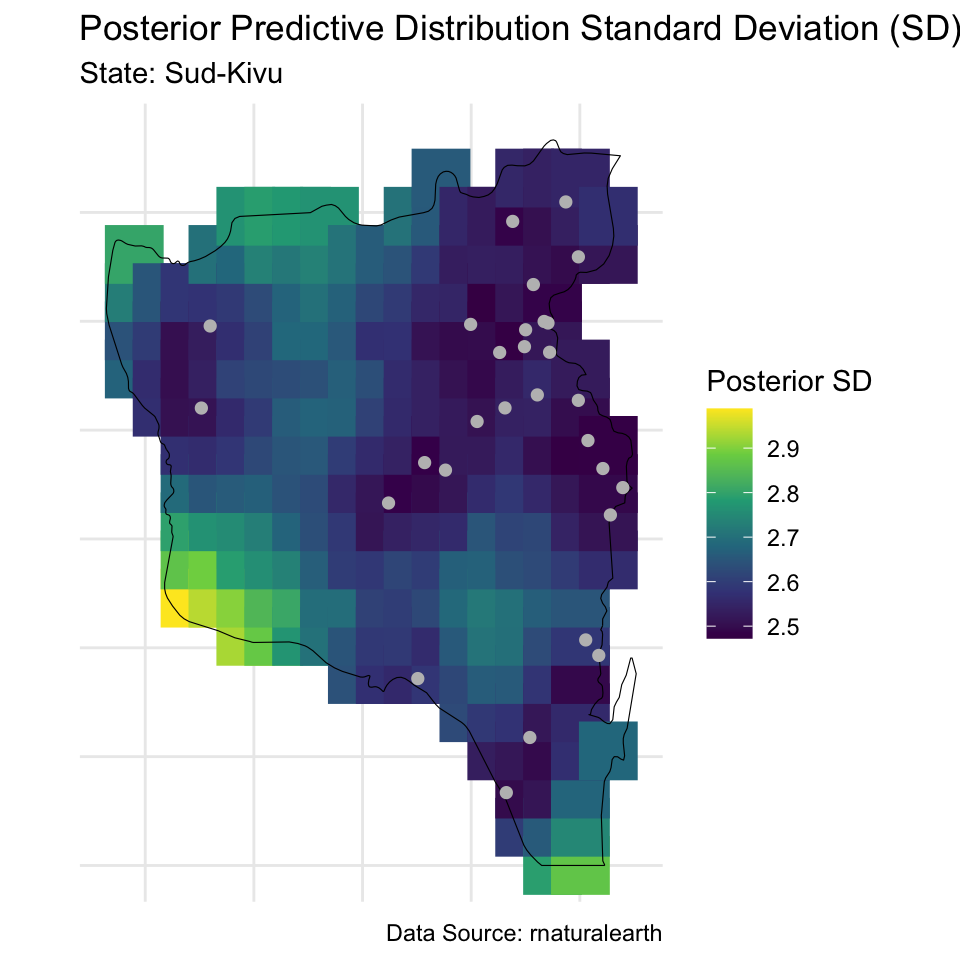 Posterior Predictive Distribution Standard Deviation (SD)
State: Sud-Kivu
Posterior SD
2.9
2.8
2.7
2.6
2.5
Data Source: rnaturalearth